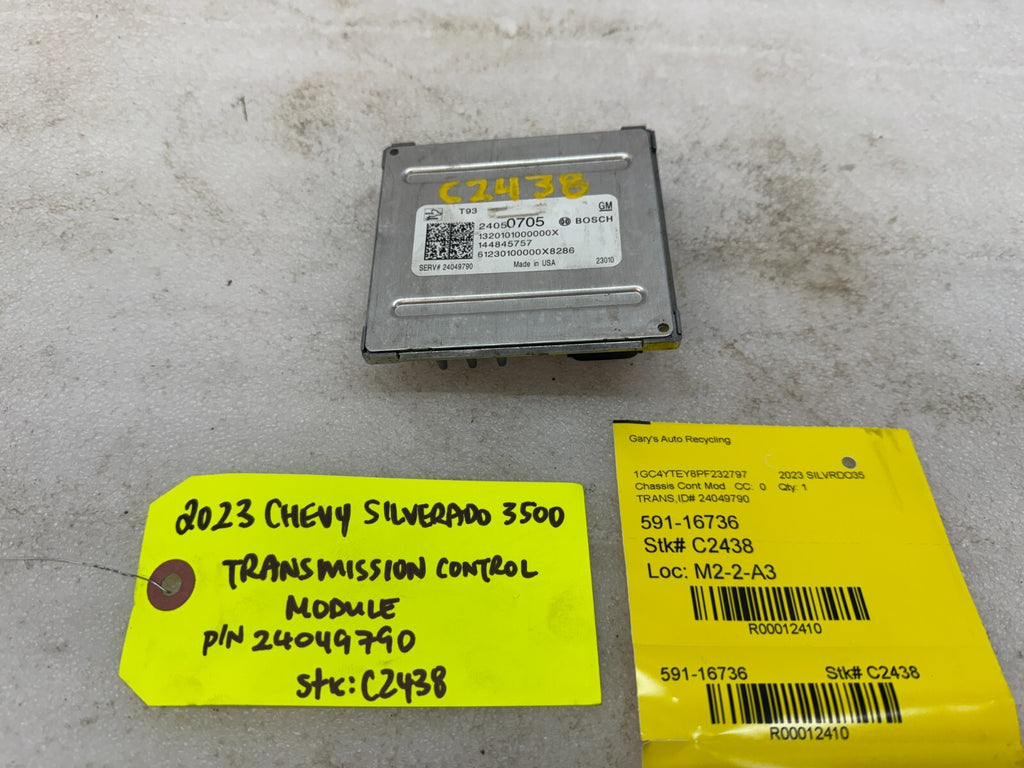 C2438
T93
GM
24050705 BOSCH
1320101000000X
144845757
61230100000X8286
SERV# 24049790 Made in USA 23010
2023 CHEVY SILVERADO 3500
TRANSMISSION CONTROL
MODULE
P/N 24049790
Stk: C2438
Gary's Auto Recycling
1GC4YTEY8PF232797 2023 SILVRDO35
Chassis Cont Mod CC: 0 Qty: 1
TRANS,ID# 24049790
591-16736
Stk# C2438
Loc: M2-2-A3
R00012410
591-16736 Stk# C2438
R00012410